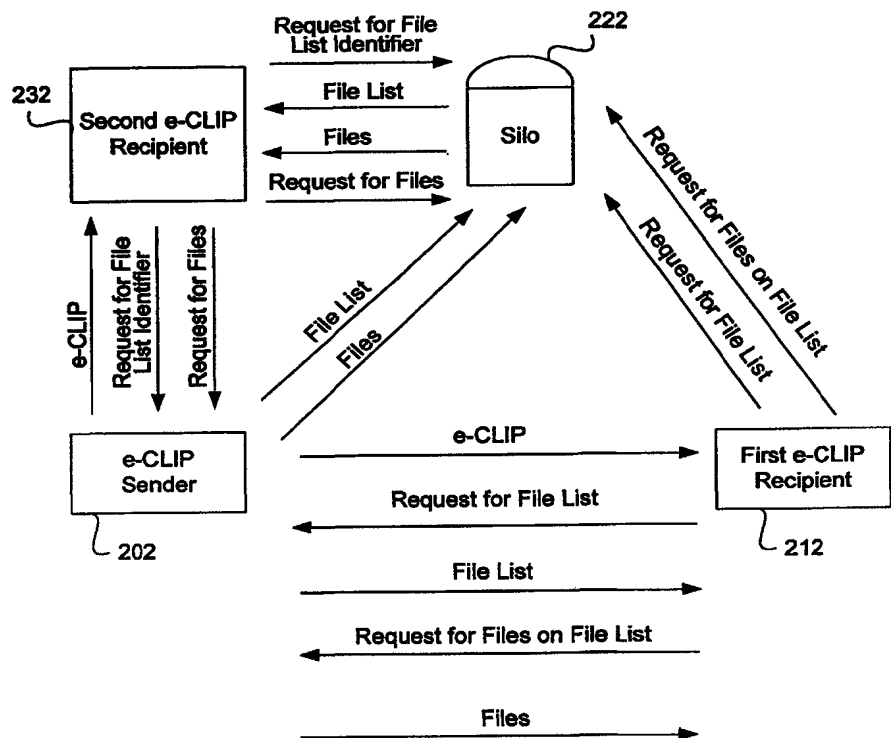 Request for File
List Identifier
222
File List
232
Second e-CLIP
Recipient
Files
Silo
Request for Files
Request for Files on File List
Request for File List
e-CLIP
Request for File
List Identifier
Request for Files
File List
Files
e-CLIP
Sender
e-CLIP
First e-CLIP
Recipient
Request for File List
202
212
File List
Request for Files on File List
Files